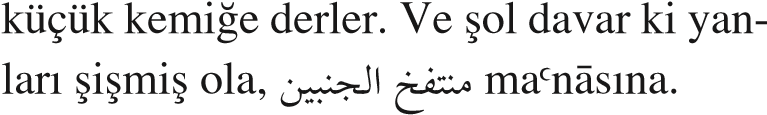 küçük kemiğe derler. Ve şol davar ki yan-
ları şişmiş ola, منتفخ الجنبين maʿnāsına.